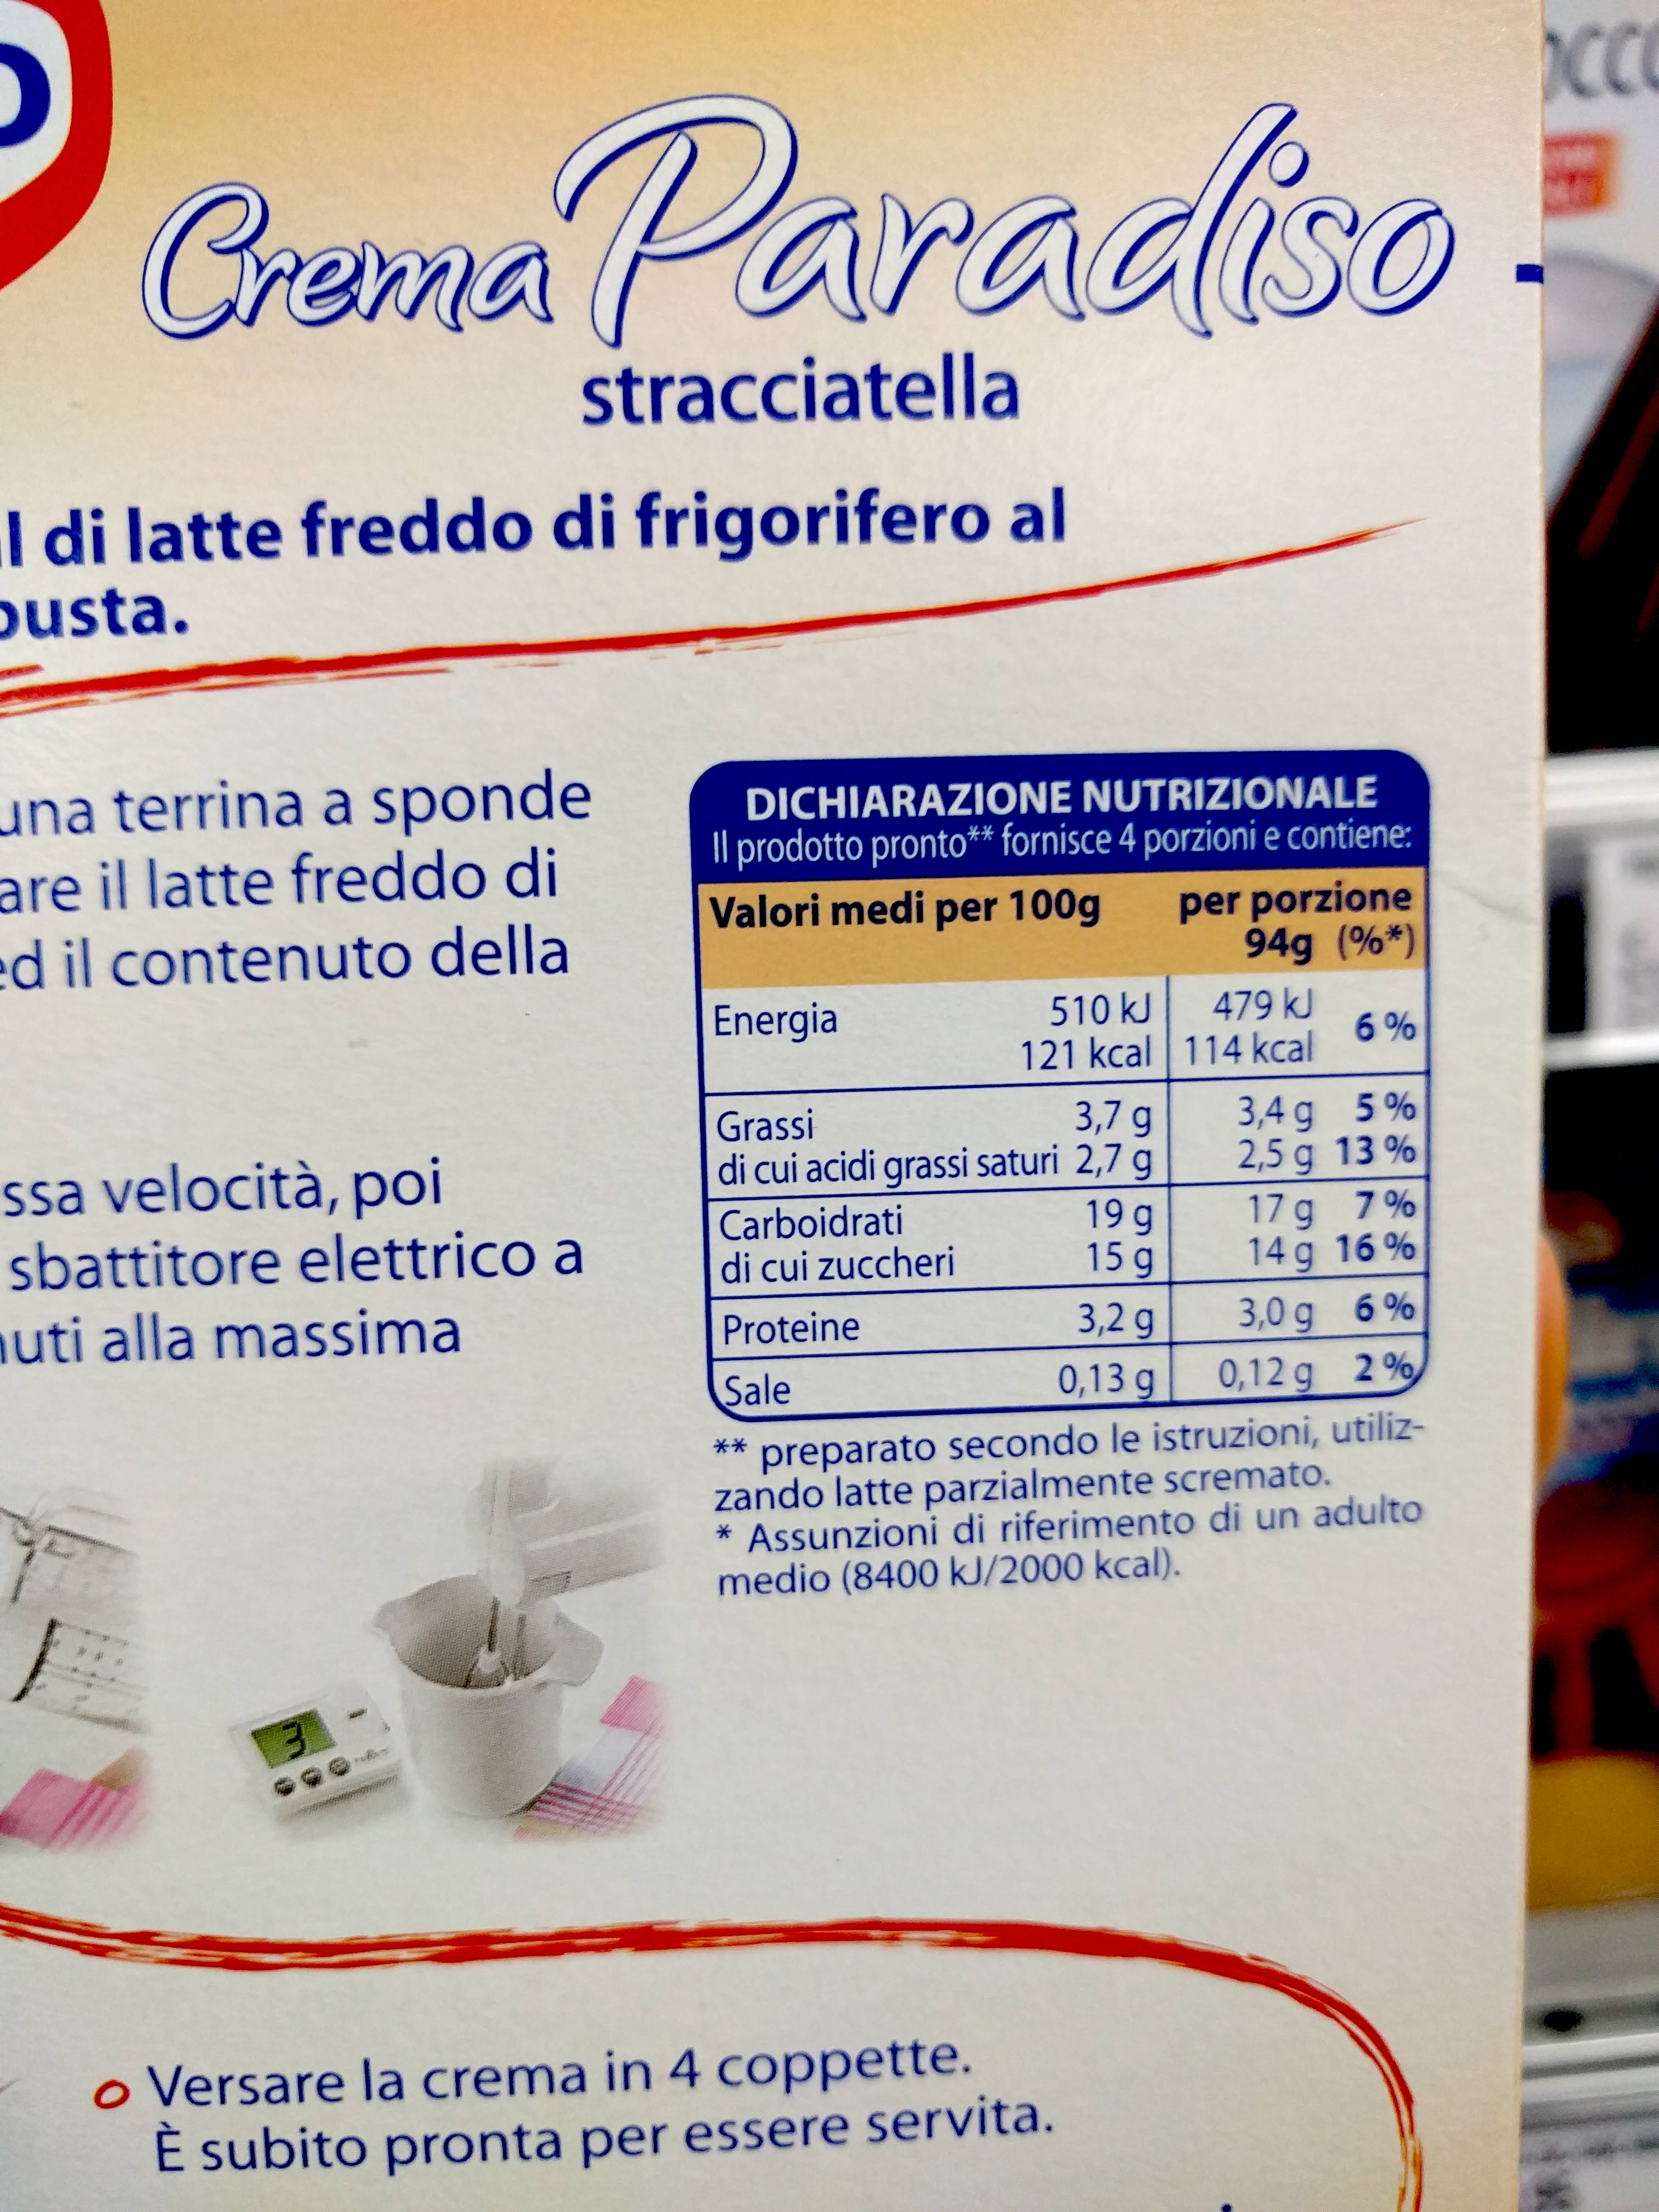 Crema Paradiso -
stracciatella
l di latte freddo di frigorifero al
busta.
una terrina a sponde
are il latte freddo di
ed il contenuto della
ssa velocità, poi
sbattitore elettrico a
nuti alla massima
DICHIARAZIONE NUTRIZIONALE
Il prodotto pronto** fornisce 4 porzioni e contiene:
Valori medi per 100g per porzione
94g (%*)
Energia 510 kJ 479 kJ 6 %
121 kcal 114 kcal
Grassi 3,7 g 3,4 g 5 %
di cui acidi grassi saturi 2,7 g 2,5 g 13 %
Carboidrati 19 g 17 g 7 %
di cui zuccheri 15 g 14 g 16 %
Proteine 3,2 g 3,0 g 6 %
Sale 0,13 g 0,12 g 2 %
** preparato secondo le istruzioni, utiliz-
zando latte parzialmente scremato.
* Assunzioni di riferimento di un adulto
medio (8400 kJ/2000 kcal).
3
Versare la crema in 4 coppette.
È subito pronta per essere servita.